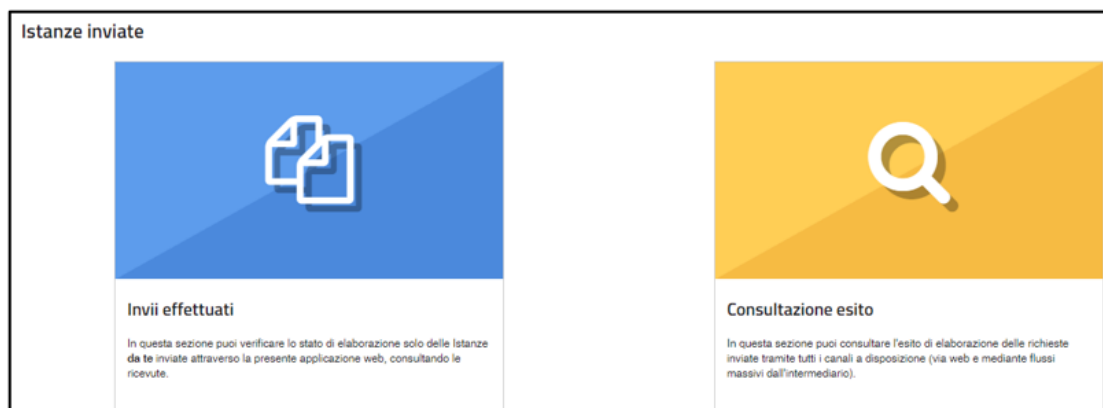 Istanze inviate
Invii effettuati
In questa sezione puoi verificare lo stato di elaborazione solo delle Istanze
da te inviate attraverso la presente applicazione web, consultando le
ricevute.
Consultazione esito
In questa sezione puoi consultare l'esito di elaborazione delle richieste
inviate tramite tutti i canali a disposizione (via web e mediante flussi
massivi dall'intermediario).